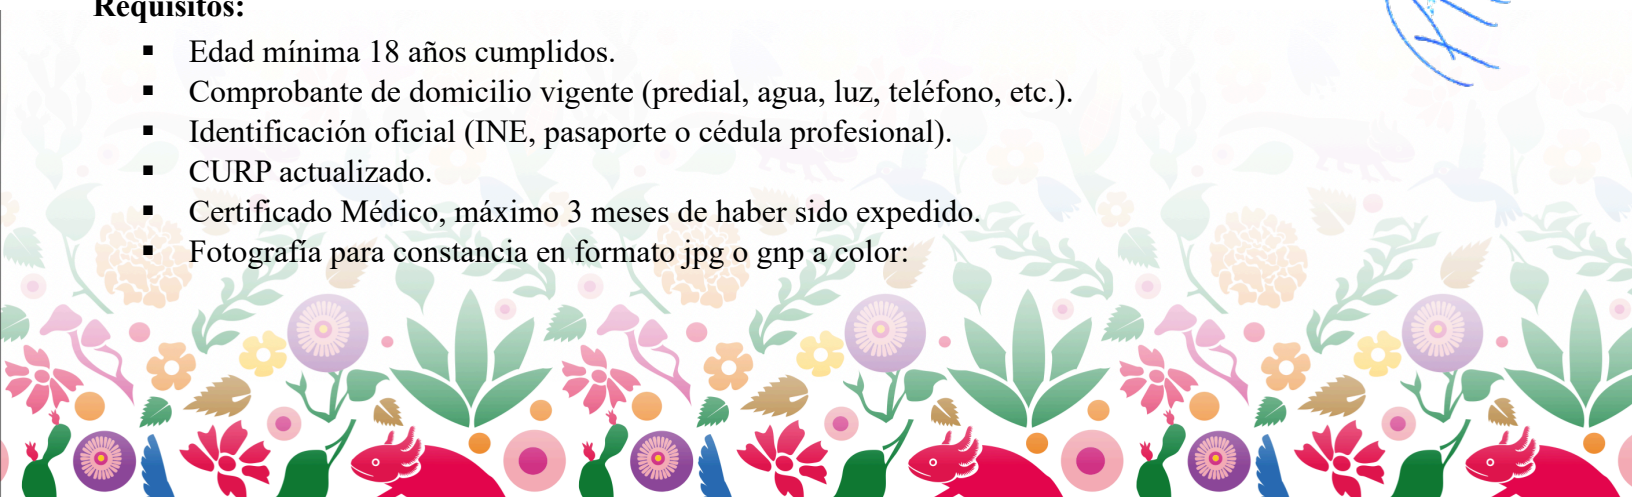 Requisitos:
▪ Edad mínima 18 años cumplidos.
▪ Comprobante de domicilio vigente (predial, agua, luz, teléfono, etc.).
▪ Identificación oficial (INE, pasaporte o cédula profesional).
▪ CURP actualizado.
▪ Certificado Médico, máximo 3 meses de haber sido expedido.
▪ Fotografía para constancia en formato jpg o gnp a color: